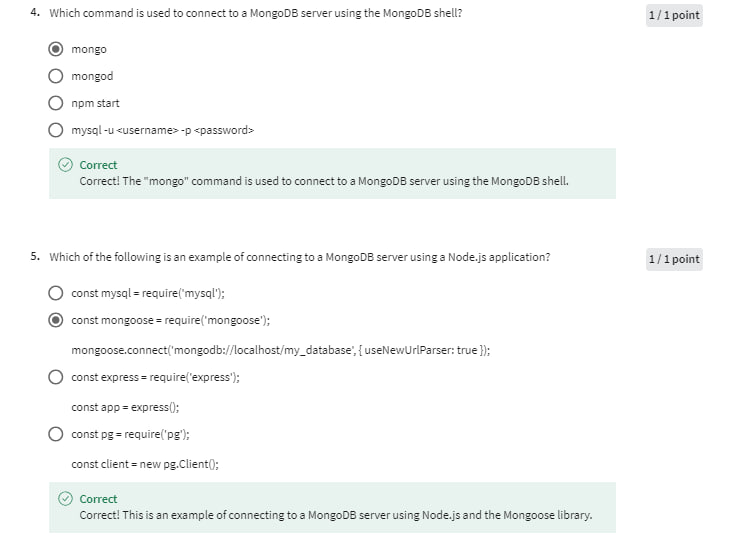 4. Which command is used to connect to a MongoDB server using the MongoDB shell?
1 / 1 point
mongo
mongod
npm start
mysql -u <username> -p <password>
Correct
Correct! The "mongo" command is used to connect to a MongoDB server using the MongoDB shell.
5. Which of the following is an example of connecting to a MongoDB server using a Node.js application?
1 / 1 point
const mysql = require('mysql');
const mongoose = require('mongoose');
mongoose.connect('mongodb://localhost/my_database', { useNewUrlParser: true });
const express = require('express');
const app = express();
const pg = require('pg');
const client = new pg.Client();
Correct
Correct! This is an example of connecting to a MongoDB server using Node.js and the Mongoose library.